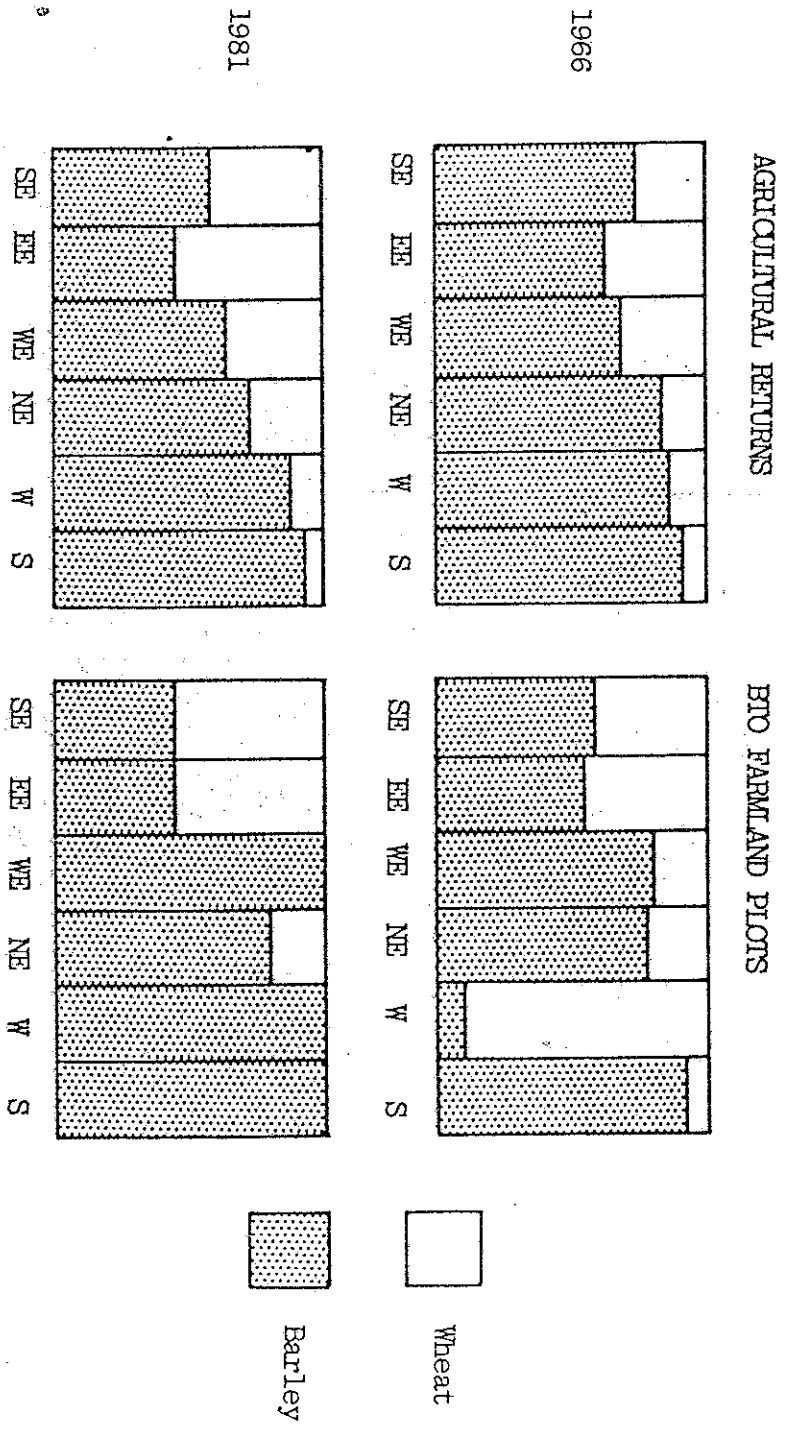 AGRICULTURAL RETURNS
BTO FARMLAND PLOTS
1966
SE EE WE NE W S
SE EE WE NE W S
Wheat
1981
SE EE WE NE W S
SE EE WE NE W S
Barley